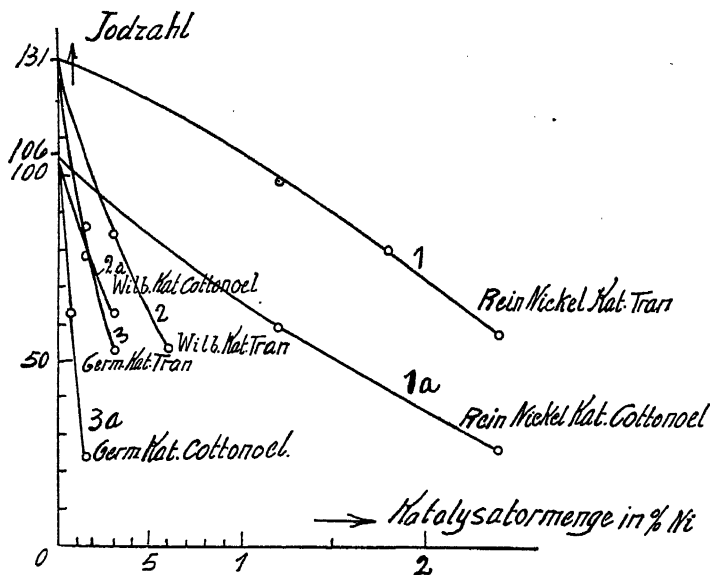 Jodzahl
131
106
100
50
0
5
1
2
1
Rein Nickel Kat. Tran
1a
Rein Nickel Kat. Cottonoel
2a
Wilb. Kat Cottonoel
2
Wilb. Kat Tran
3
Germ. Kat. Tran
3a
Germ Kat. Cottonoel.
Katalysatormenge in % Ni